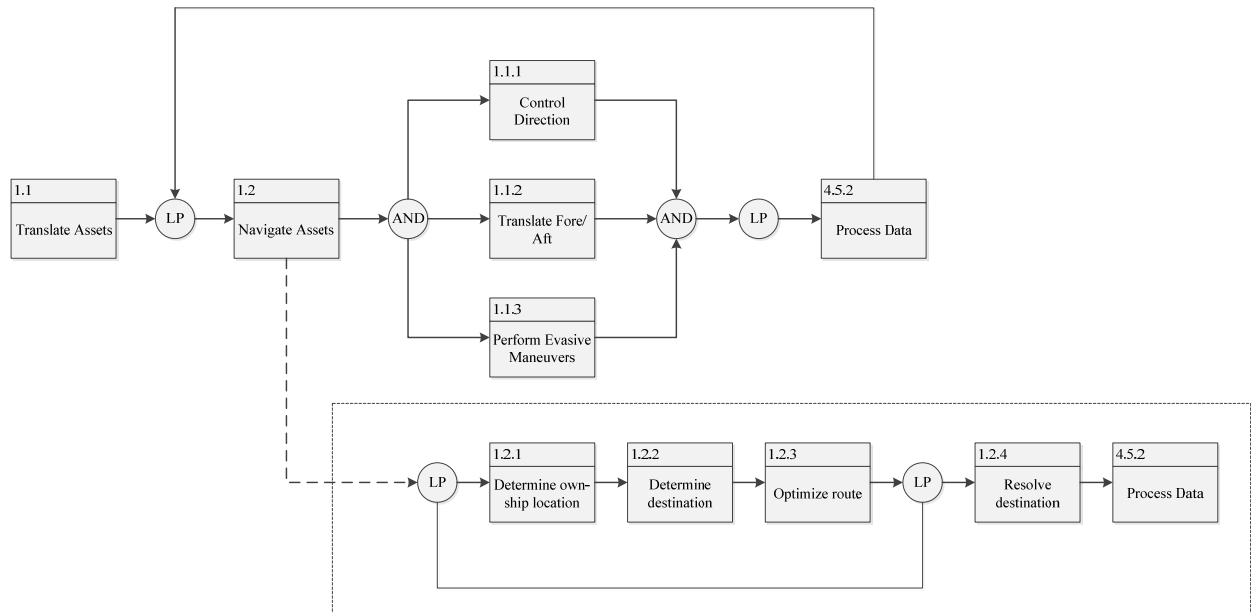 1.1
Translate Assets
LP
1.2
Navigate Assets
AND
1.1.1
Control
Direction
1.1.2
Translate Fore/
Aft
1.1.3
Perform Evasive
Maneuvers
AND
LP
4.5.2
Process Data
LP
1.2.1
Determine own-
ship location
1.2.2
Determine
destination
1.2.3
Optimize route
LP
1.2.4
Resolve
destination
4.5.2
Process Data